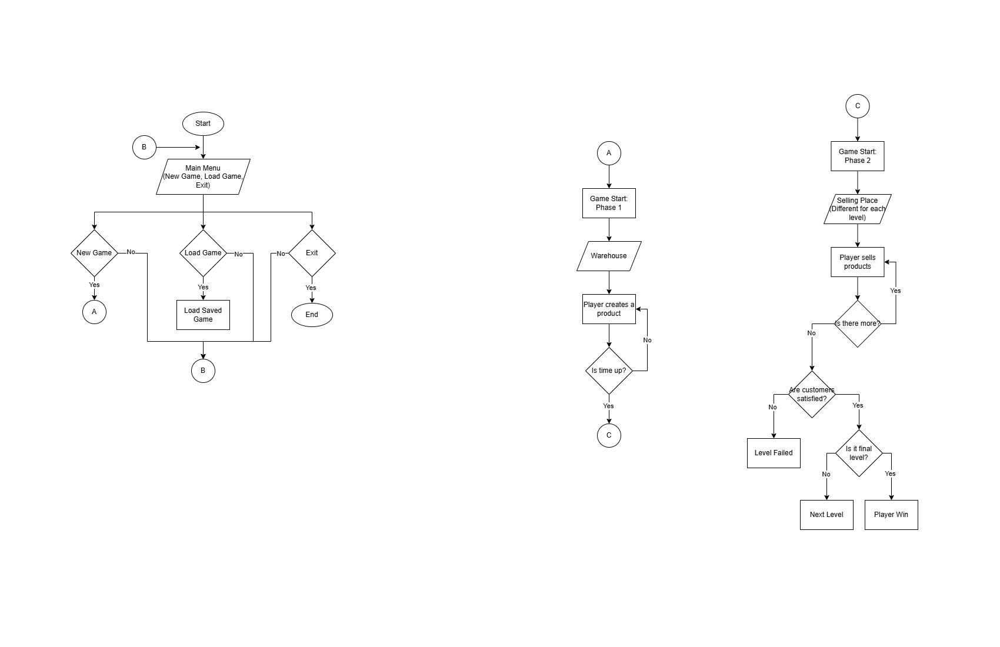 Start
B
Main Menu
(New Game, Load Game,
Exit)
New Game
No
Load Game
No
No
Exit
Yes
Yes
Yes
A
Load Saved
Game
End
B
A
Game Start:
Phase 1
Warehouse
Player creates a
product
No
Is time up?
Yes
C
C
Game Start:
Phase 2
Selling Place
(Different for each
level)
Player sells
products
Yes
Is there more?
No
Are customers
satisfied?
No
Yes
Level Failed
Is it final
level?
No
Yes
Next Level
Player Win